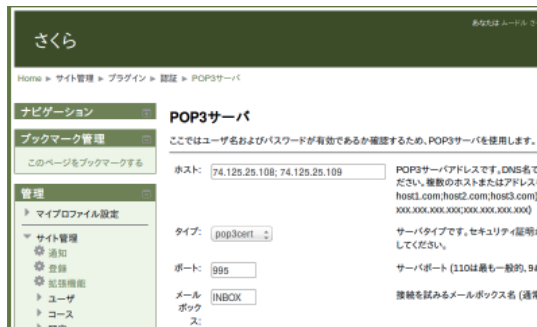 あなたは ムードル さ
さくら
Home ► サイト管理 ► プラグイン ► 認証 ► POP3サーバ
ナビゲーション
ブックマーク管理
このページをブックマークする
管理
マイプロファイル設定
サイト管理
通知
登録
拡張機能
ユーザ
コース
POP3サーバ
ここではユーザ名およびパスワードが有効であるか確認するため、POP3サーバを使用します。
ホスト: 74.125.25.108; 74.125.25.109
POP3サーバアドレスです。DNS名で
ださい。複数のホストまたはアドレス
host1.com;host2.com;host3.com)
xxx.xxx.xxx.xxx;xxx.xxx.xxx.xxx)
タイプ: pop3cert
サーバタイプです。セキュリティ証明
してください。
ポート: 995
サーバポート (110は最も一般的、9
メール
ボック
ス: INBOX
接続を試みるメールボックス名 (通常